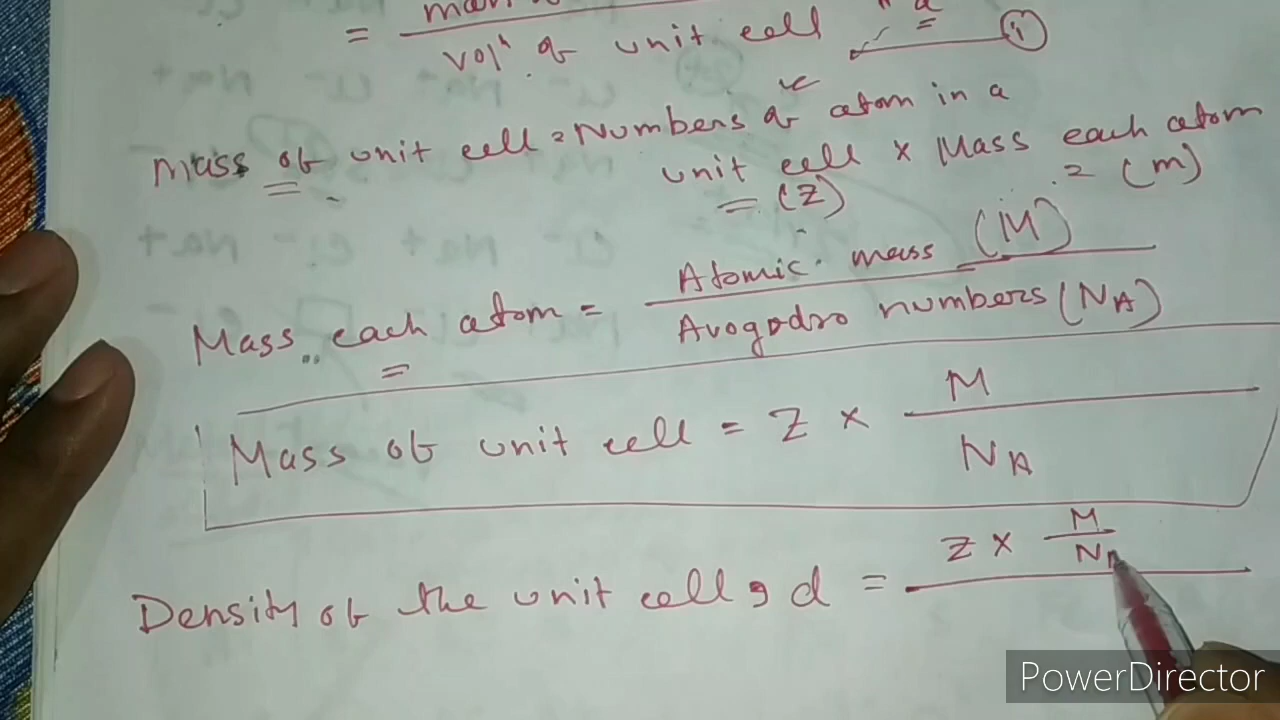 =
Vol^n of unit cell " a = (1)
Mass of unit cell = Numbers of atom in a
unit cell × Mass each atom
= (Z) = (m)
Mass each atom = Atomic mass (M)
Avogadro numbers (NA)
Mass of unit cell = Z × M
NA
Z × M
NA
Density of the unit cell, d =
PowerDirector